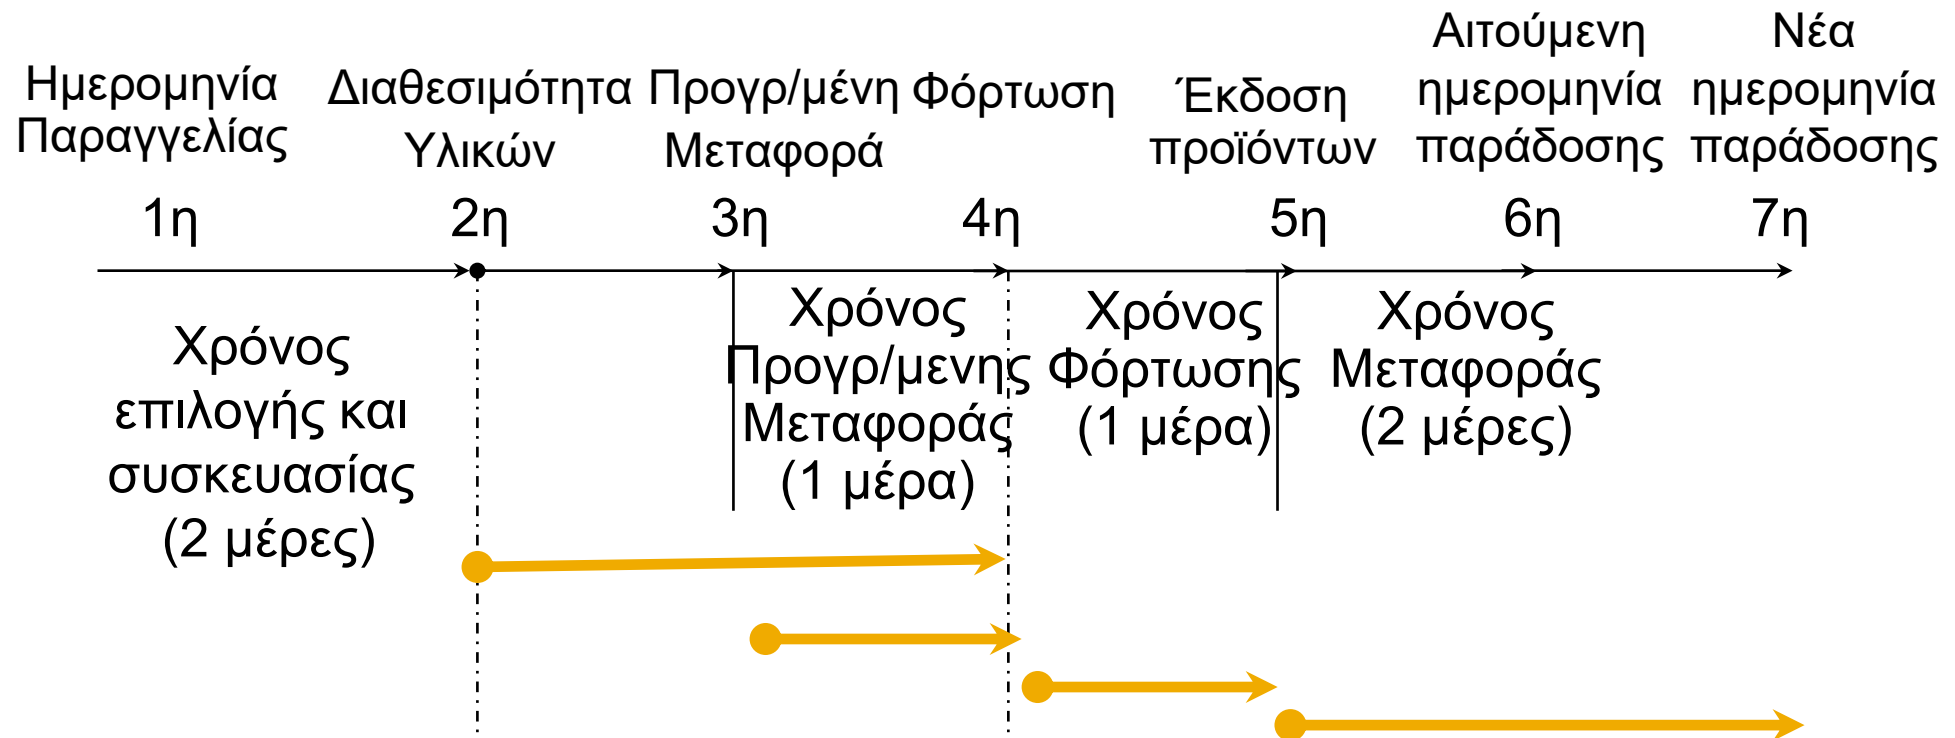 Ημερομηνία
Παραγγελίας
Διαθεσιμότητα
Υλικών
Προγρ/μένη
Μεταφορά
Φόρτωση
Έκδοση
προϊόντων
Αιτούμενη
ημερομηνία
παράδοσης
Νέα
ημερομηνία
παράδοσης
1η
2η
3η
4η
5η
6η
7η
Χρόνος
επιλογής και
συσκευασίας
(2 μέρες)
Χρόνος
Προγρ/μενης
Μεταφοράς
(1 μέρα)
Χρόνος
Φόρτωσης
(1 μέρα)
Χρόνος
Μεταφοράς
(2 μέρες)